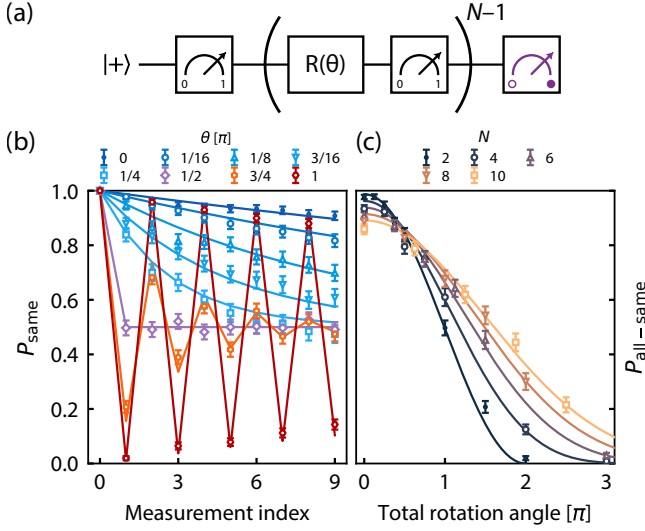 (a)
N–1
|+⟩
0 1
R(θ)
0 1
(b)
θ [π]
0 1/16 1/8 3/16
1/4 1/2 3/4 1
(c)
N
2 4 6
8 10
1.0
0.8
0.6
0.4
0.2
0.0
P same
0 3 6 9
Measurement index
P all−same
0 1 2 3
Total rotation angle [π]